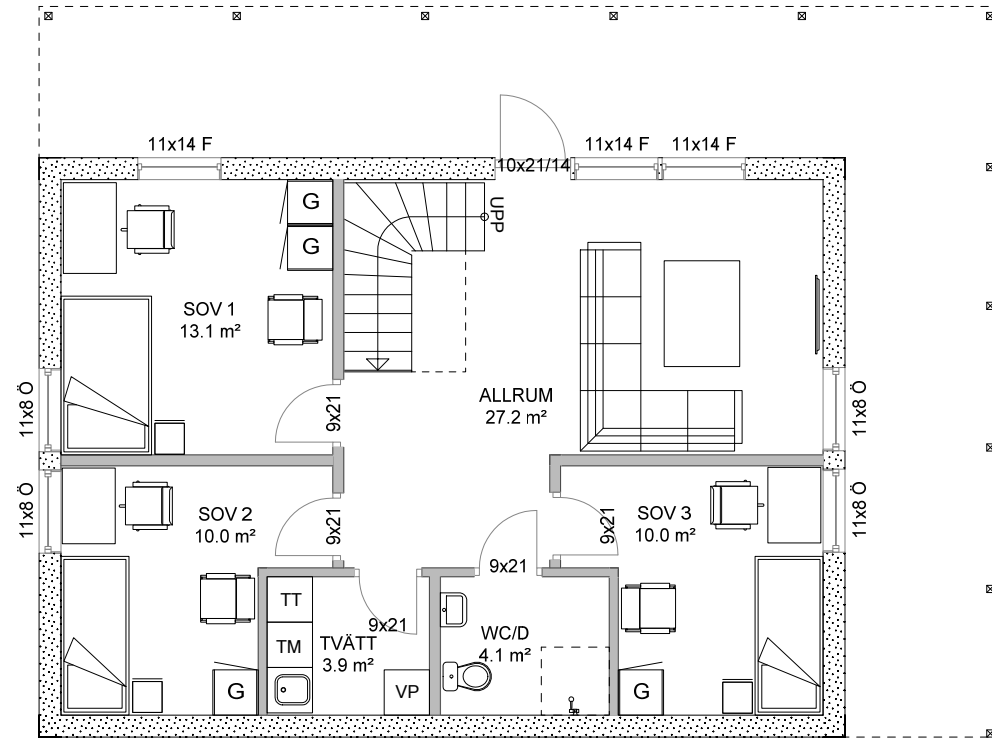 11x14 F
10x21/14
11x14 F
11x14 F
G
G
UPP
SOV 1
13.1 m²
ALLRUM
27.2 m²
11x8 Ö
9x21
11x8 Ö
11x8 Ö
SOV 2
10.0 m²
9x21
9x21
SOV 3
10.0 m²
11x8 Ö
9x21
TT
9x21
TM
TVÄTT
3.9 m²
WC/D
4.1 m²
G
VP
G